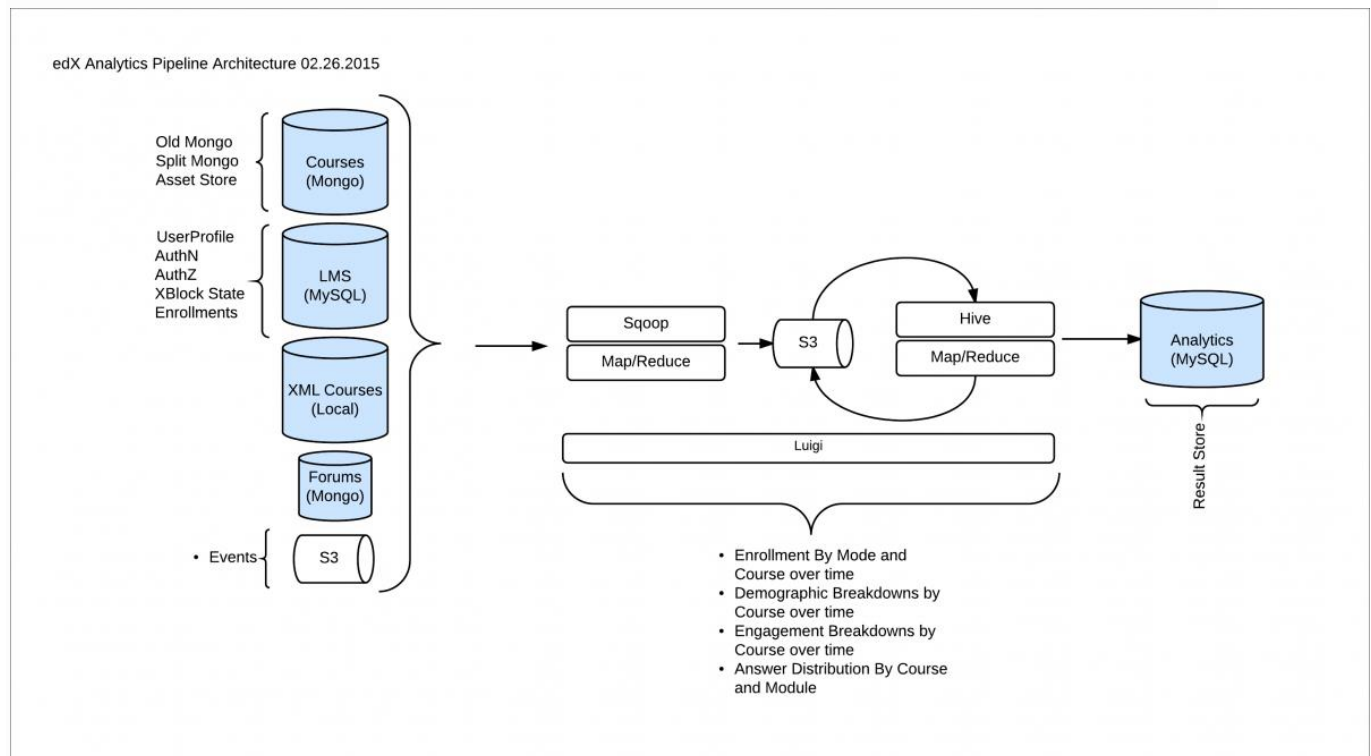 edX Analytics Pipeline Architecture 02.26.2015
Old Mongo
Split Mongo
Asset Store
Courses
(Mongo)
UserProfile
AuthN
AuthZ
XBlock State
Enrollments
LMS
(MySQL)
XML Courses
(Local)
Forums
(Mongo)
• Events
S3
Sqoop
Map/Reduce
S3
Hive
Map/Reduce
Luigi
• Enrollment By Mode and
Course over time
• Demographic Breakdowns by
Course over time
• Engagement Breakdowns by
Course over time
• Answer Distribution By Course
and Module
Analytics
(MySQL)
Result Store